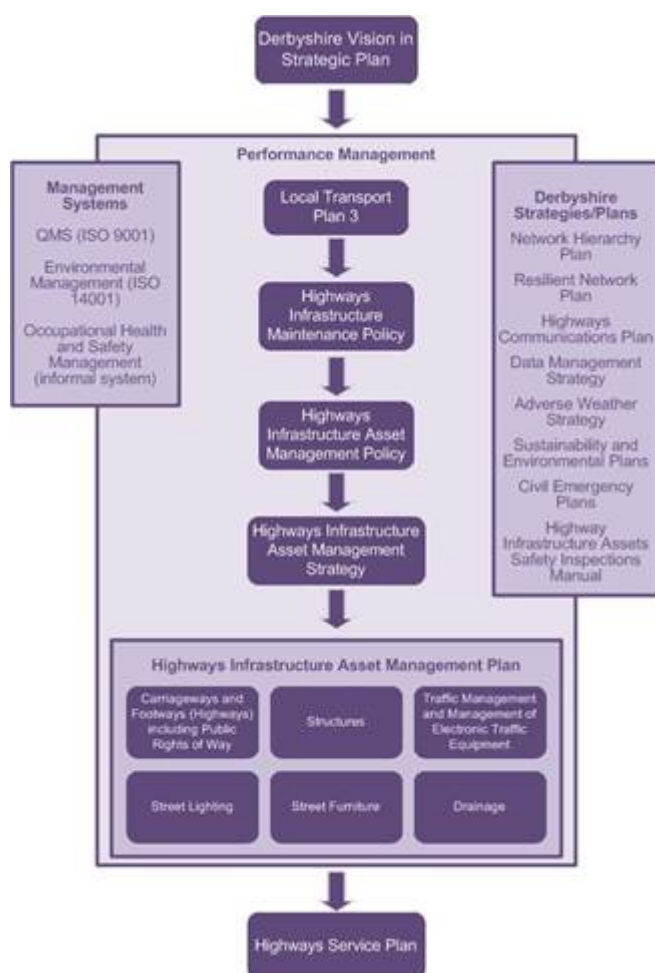 Derbyshire Vision in
Strategic Plan
Performance Management
Management
Systems
QMS (ISO 9001)
Environmental
Management (ISO
14001)
Occupational Health
and Safety
Management
(informal system)
Local Transport
Plan 3
Highways
Infrastructure
Maintenance Policy
Highways
Infrastructure Asset
Management Policy
Highways Infrastructure
Asset Management
Strategy
Derbyshire
Strategies/Plans
Network Hierarchy
Plan
Resilient Network
Plan
Highways
Communications Plan
Data Management
Strategy
Adverse Weather
Strategy
Sustainability and
Environmental Plans
Civil Emergency
Plans
Highway
Infrastructure Assets
Safety Inspections
Manual
Highways Infrastructure Asset Management Plan
Carriageways and
Footways (Highways)
including Public
Rights of Way
Structures
Traffic Management
and Management of
Electronic Traffic
Equipment
Street Lighting
Street Furniture
Drainage
Highways Service Plan